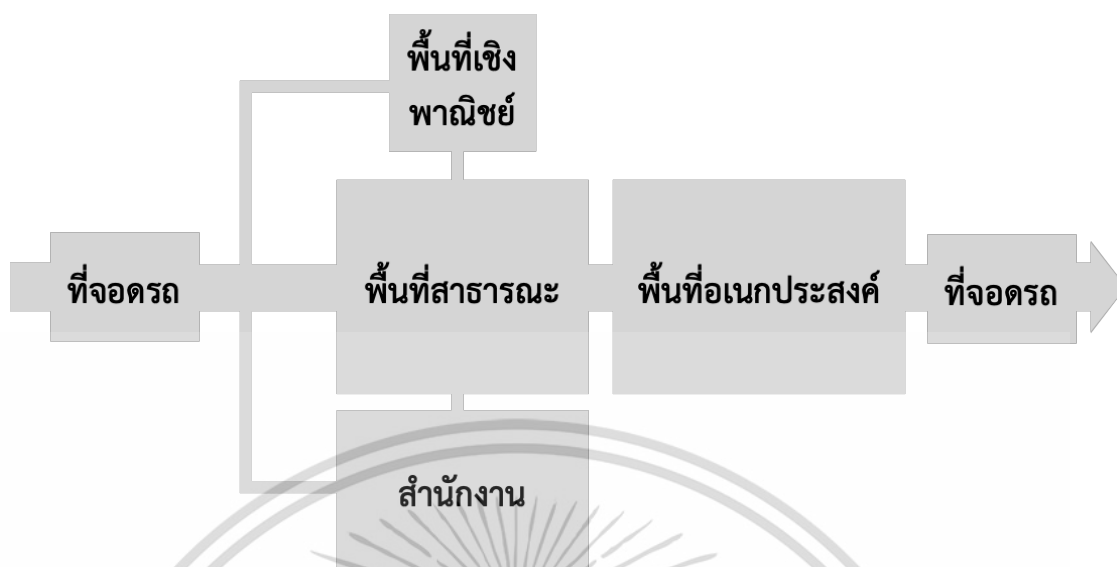 พื้นที่เชิง
พาณิชย์
ที่จอดรถ
พื้นที่สาธารณะ
พื้นที่อเนกประสงค์
ที่จอดรถ
สำนักงาน